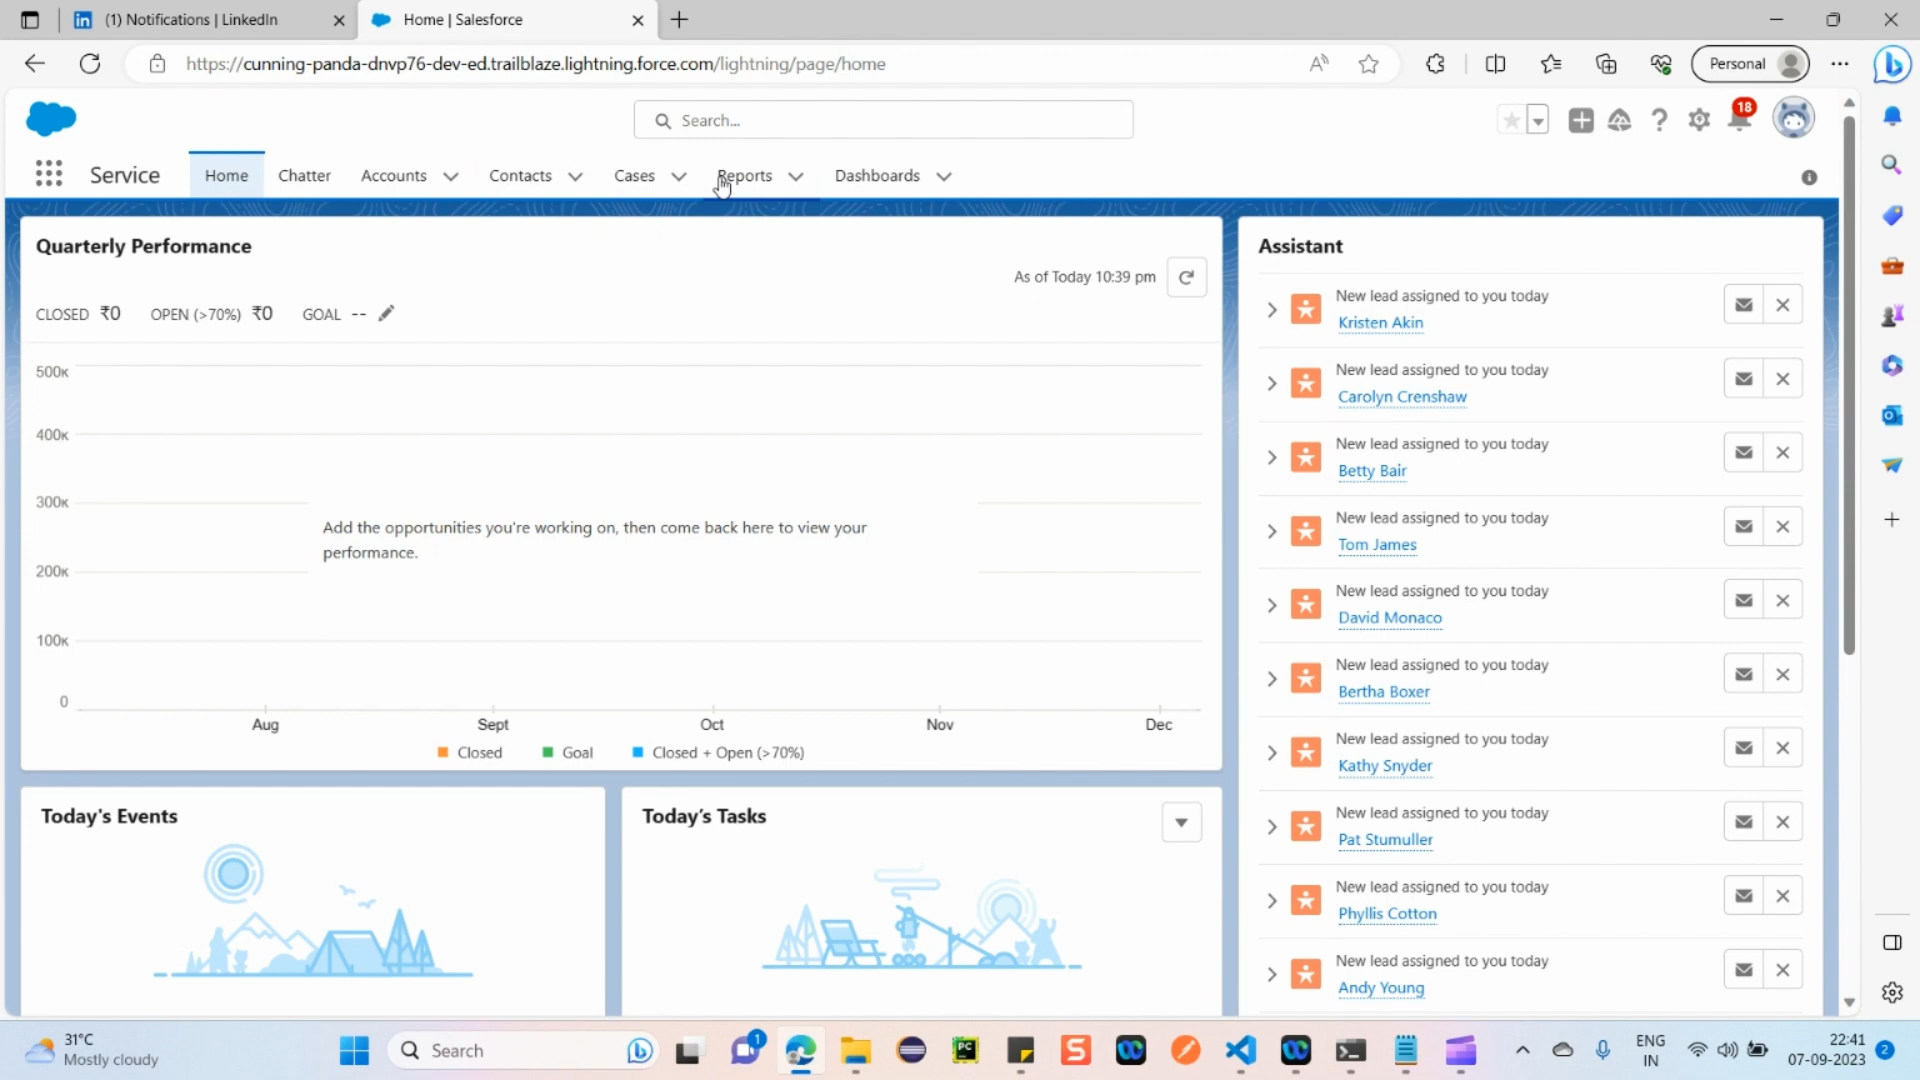 (1) Notifications | LinkedIn
Home | Salesforce
https://cunning-panda-dnvp76-dev-ed.trailblaze.lightning.force.com/lightning/page/home
Personal
Search...
18
Service
Home
Chatter
Accounts
Contacts
Cases
Reports
Dashboards
Quarterly Performance
As of Today 10:39 pm
CLOSED ₹0 OPEN (>70%) ₹0 GOAL --
500K
400K
300K
200K
100K
0
Add the opportunities you're working on, then come back here to view your
performance.
Aug Sept Oct Nov Dec
Closed Goal Closed + Open (>70%)
Today's Events
Today's Tasks
Assistant
New lead assigned to you today
Kristen Akin
New lead assigned to you today
Carolyn Crenshaw
New lead assigned to you today
Betty Bair
New lead assigned to you today
Tom James
New lead assigned to you today
David Monaco
New lead assigned to you today
Bertha Boxer
New lead assigned to you today
Kathy Snyder
New lead assigned to you today
Pat Stumuller
New lead assigned to you today
Phyllis Cotton
New lead assigned to you today
Andy Young
31°C
Mostly cloudy
Search
1
PC
S
ENG
IN
22:41
07-09-2023
2